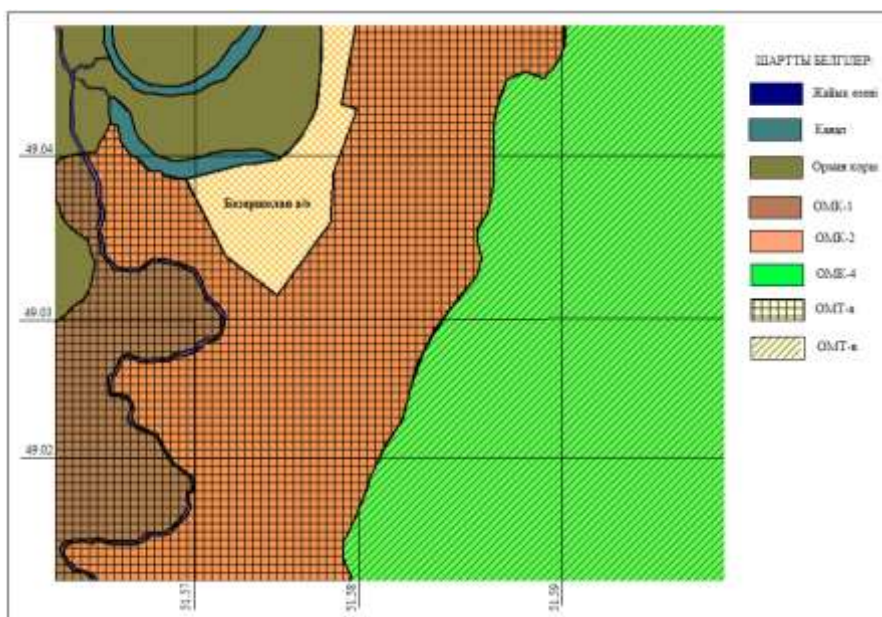 ШАРТТЫ БЕЛГІЛЕР:
Жайық өзені
Канал
Орман қоры
ОМК-1
ОМК-2
ОМК-4
ОМТ-а
ОМТ-в
Базаршолан а/о
49.04
49.03
49.02
51.57
51.58
51.59